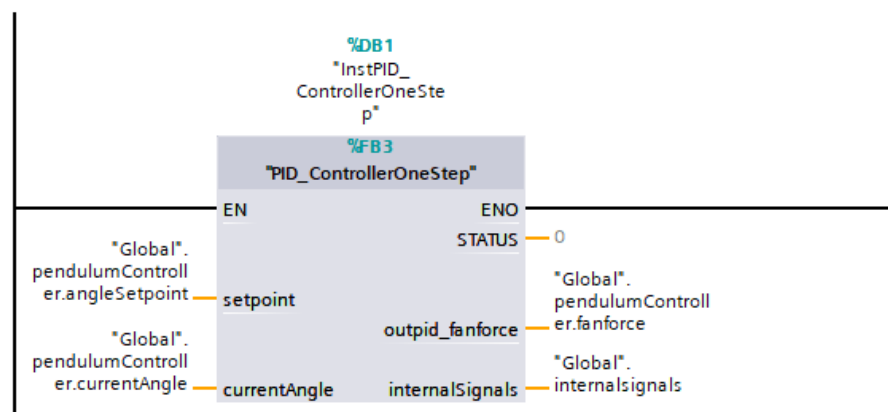 %DB1
"InstPID_
ControllerOneSte
p"
%FB3
"PID_ControllerOneStep"
EN
ENO
STATUS
0
"Global".
pendulumControll
er.angleSetpoint
setpoint
"Global".
pendulumControll
er.fanforce
outpid_fanforce
"Global".
pendulumControll
er.currentAngle
currentAngle
internalSignals
"Global".
internalsignals